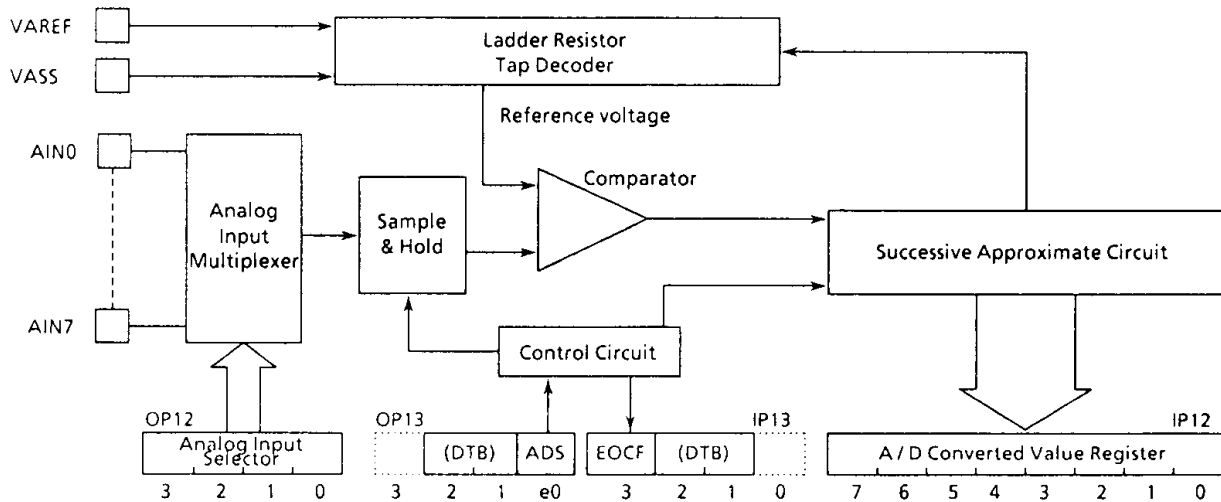 VAREF
VASS
Ladder Resistor
Tap Decoder
Reference voltage
AIN0
AIN7
Analog
Input
Multiplexer
Sample
& Hold
Comparator
Successive Approximate Circuit
Control Circuit
OP12
Analog Input
Selector
3 2 1 0
OP13
(DTB) ADS
3 2 1 e0
IP13
EOCF (DTB)
3 2 1 0
IP12
A / D Converted Value Register
7 6 5 4 3 2 1 0